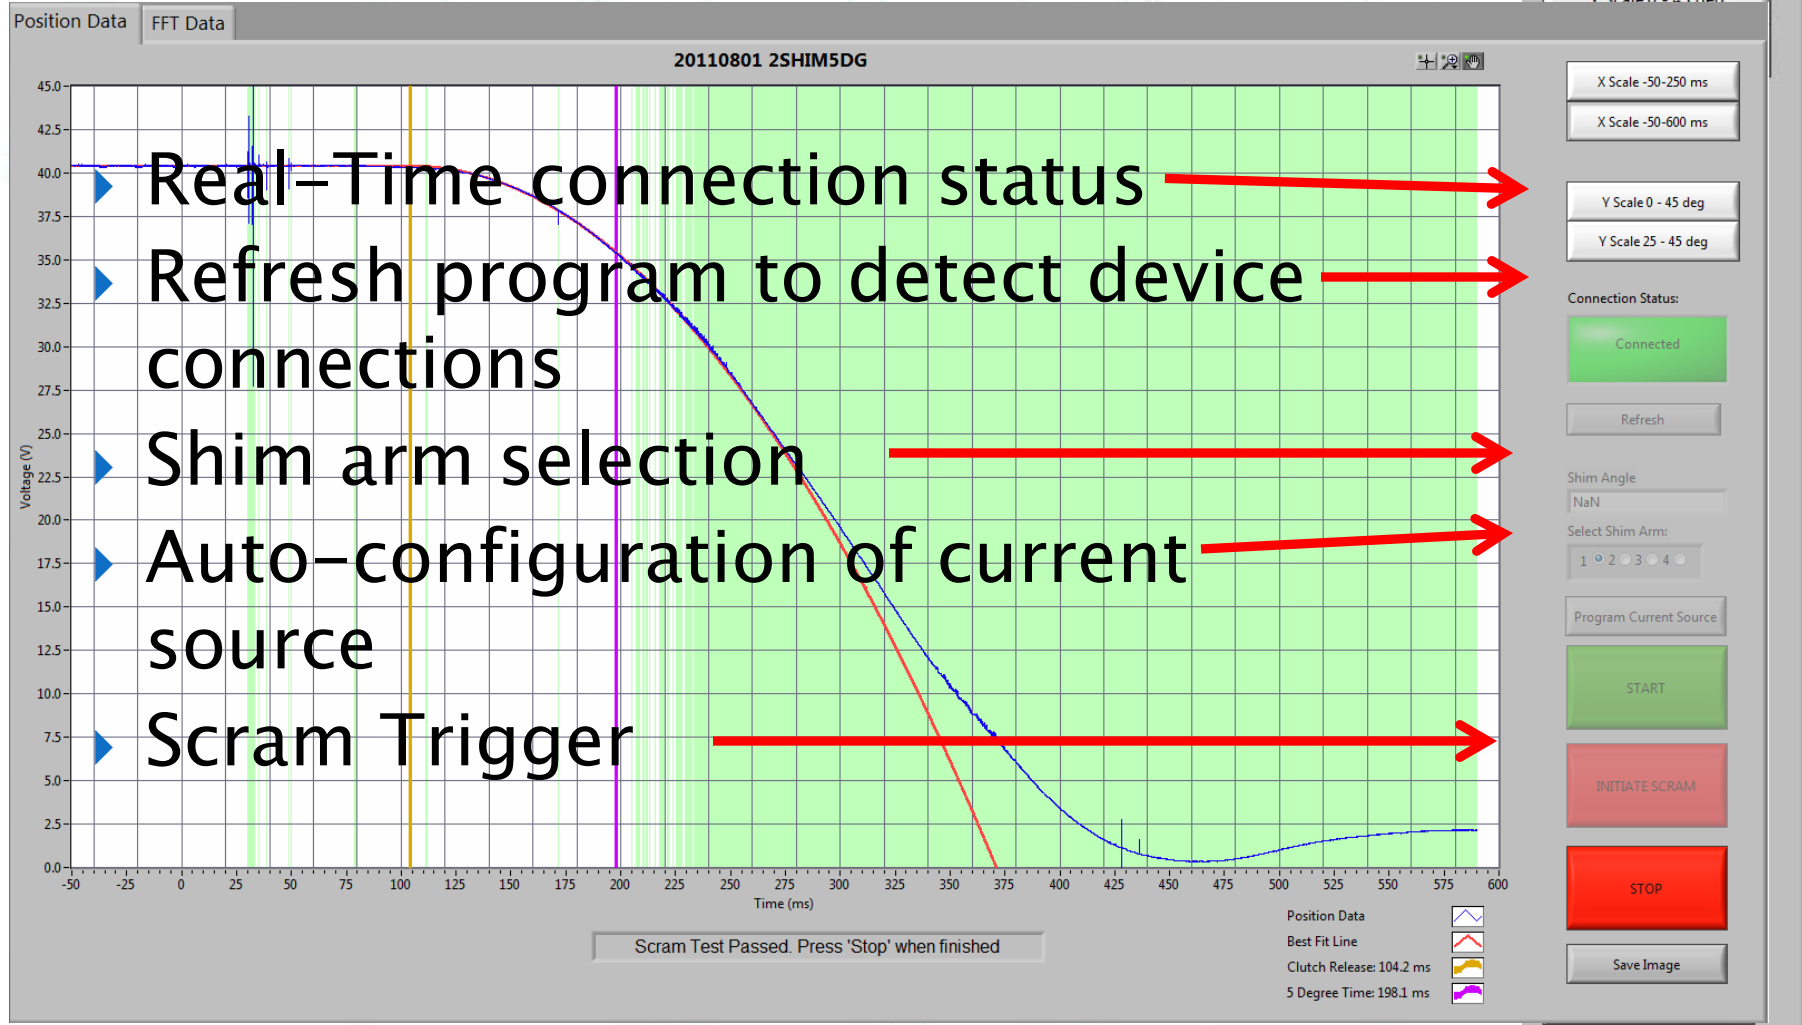 Position Data
FFT Data
20110801 2SHIM5DG
X Scale -50-250 ms
X Scale -50-600 ms
Y Scale 0 - 45 deg
Y Scale 25 - 45 deg
Connection Status:
Connected
Refresh
Shim Angle
NaN
Select Shim Arm:
1 2 3 4
Program Current Source
START
INITIATE SCRAM
STOP
Save Image
Real-Time connection status
Refresh program to detect device
connections
Shim arm selection
Auto-configuration of current
source
Scram Trigger
Voltage (V)
45.0
42.5
40.0
37.5
35.0
32.5
30.0
27.5
25.0
22.5
20.0
17.5
15.0
12.5
10.0
7.5
5.0
2.5
0.0
-50 -25 0 25 50 75 100 125 150 175 200 225 250 275 300 325 350 375 400 425 450 475 500 525 550 575 600
Time (ms)
Scram Test Passed. Press 'Stop' when finished
Position Data
Best Fit Line
Clutch Release: 104.2 ms
5 Degree Time: 198.1 ms